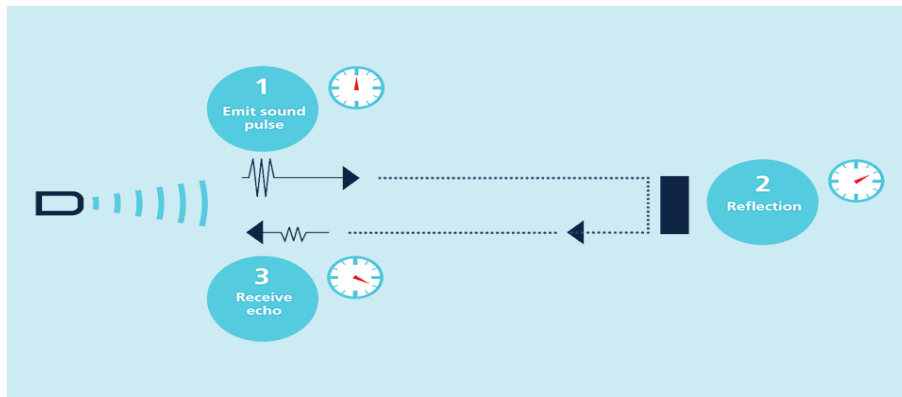 1
Emit sound
pulse
2
Reflection
3
Receive
echo